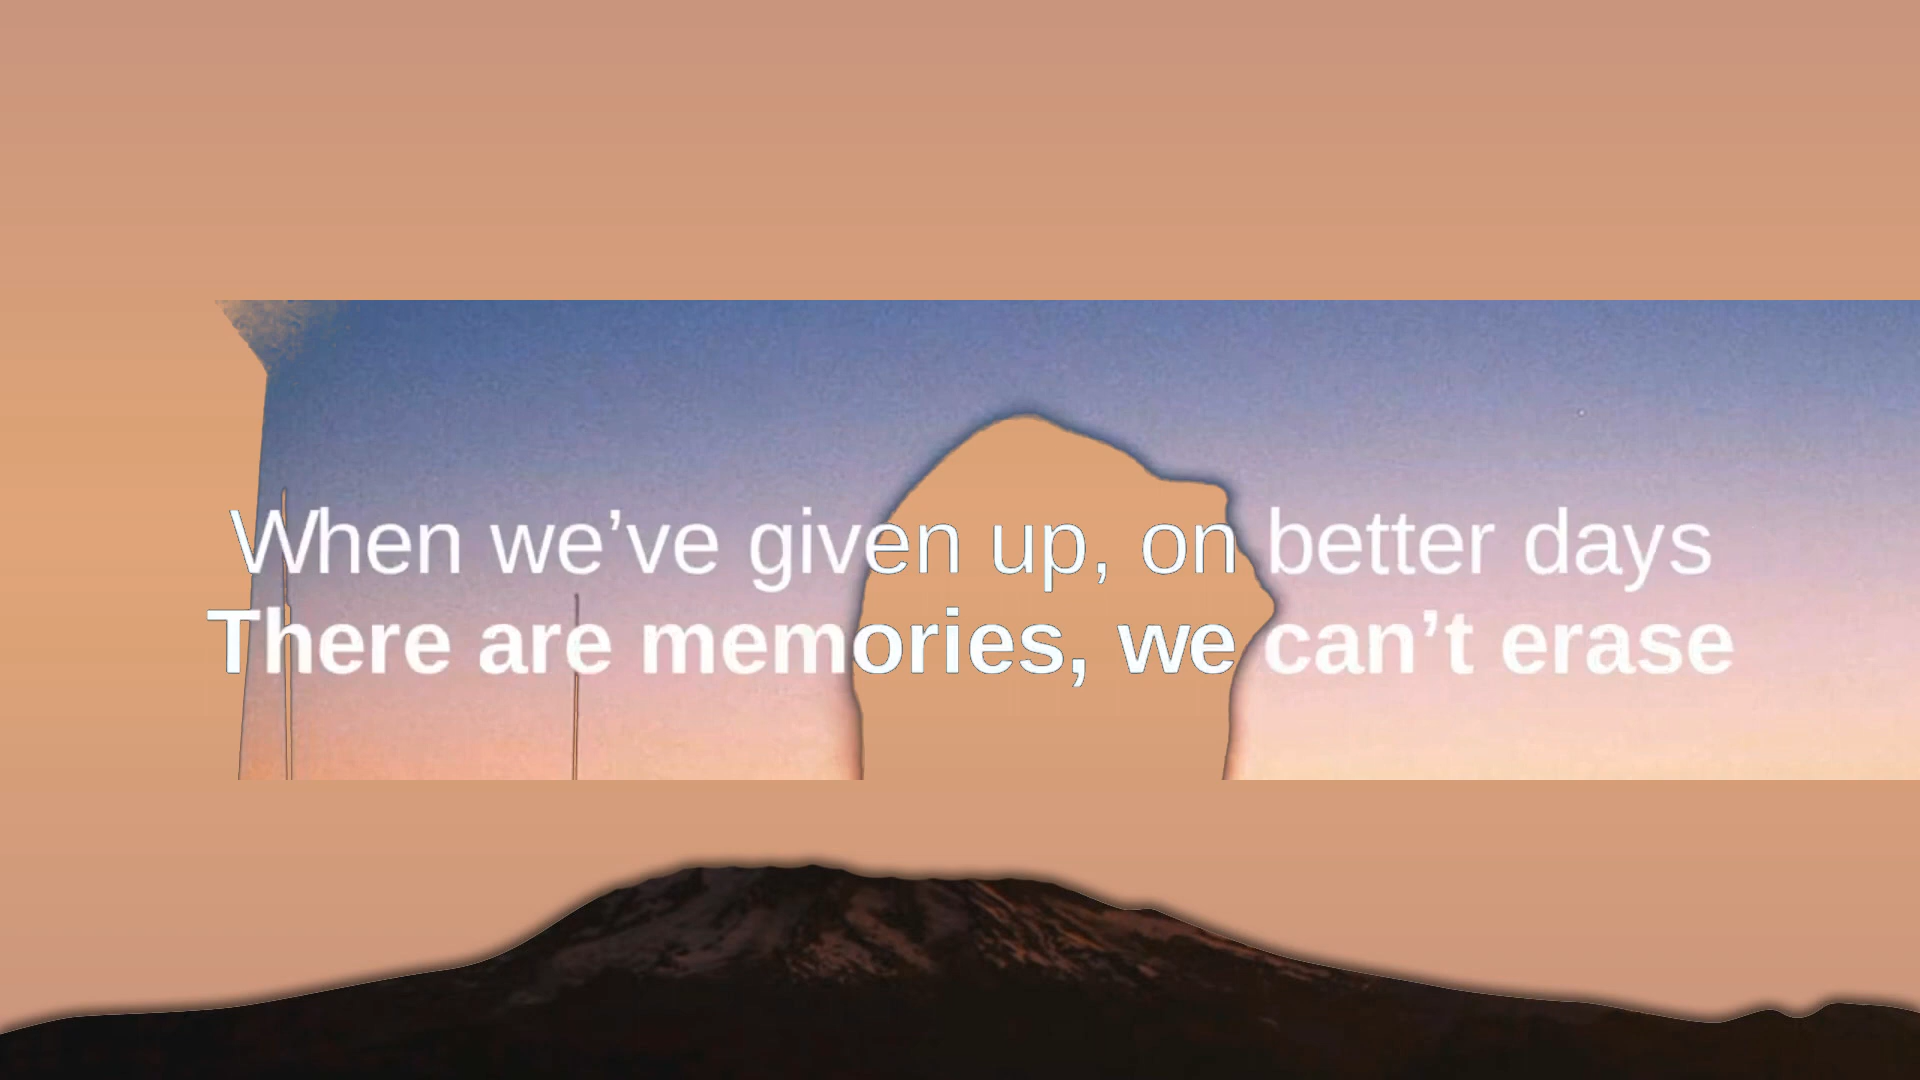 When we’ve given up, on better days
There are memories, we can’t erase